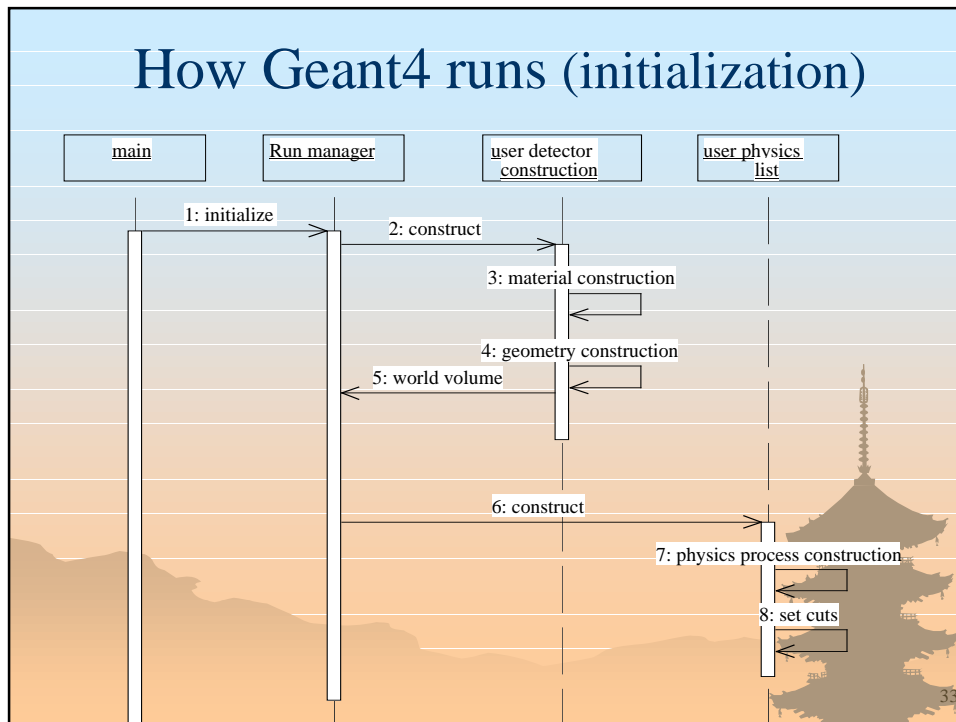 How Geant4 runs (initialization)
main
Run manager
user detector
construction
user physics
list
1: initialize
2: construct
3: material construction
4: geometry construction
5: world volume
6: construct
7: physics process construction
8: set cuts
33